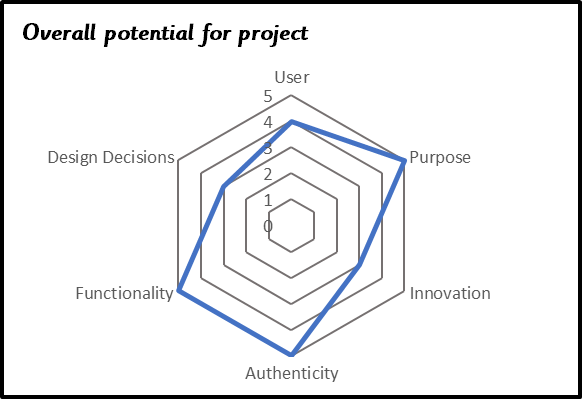 Overall potential for project
User
5
4
3
2
1
0
Design Decisions
Purpose
Functionality
Innovation
Authenticity